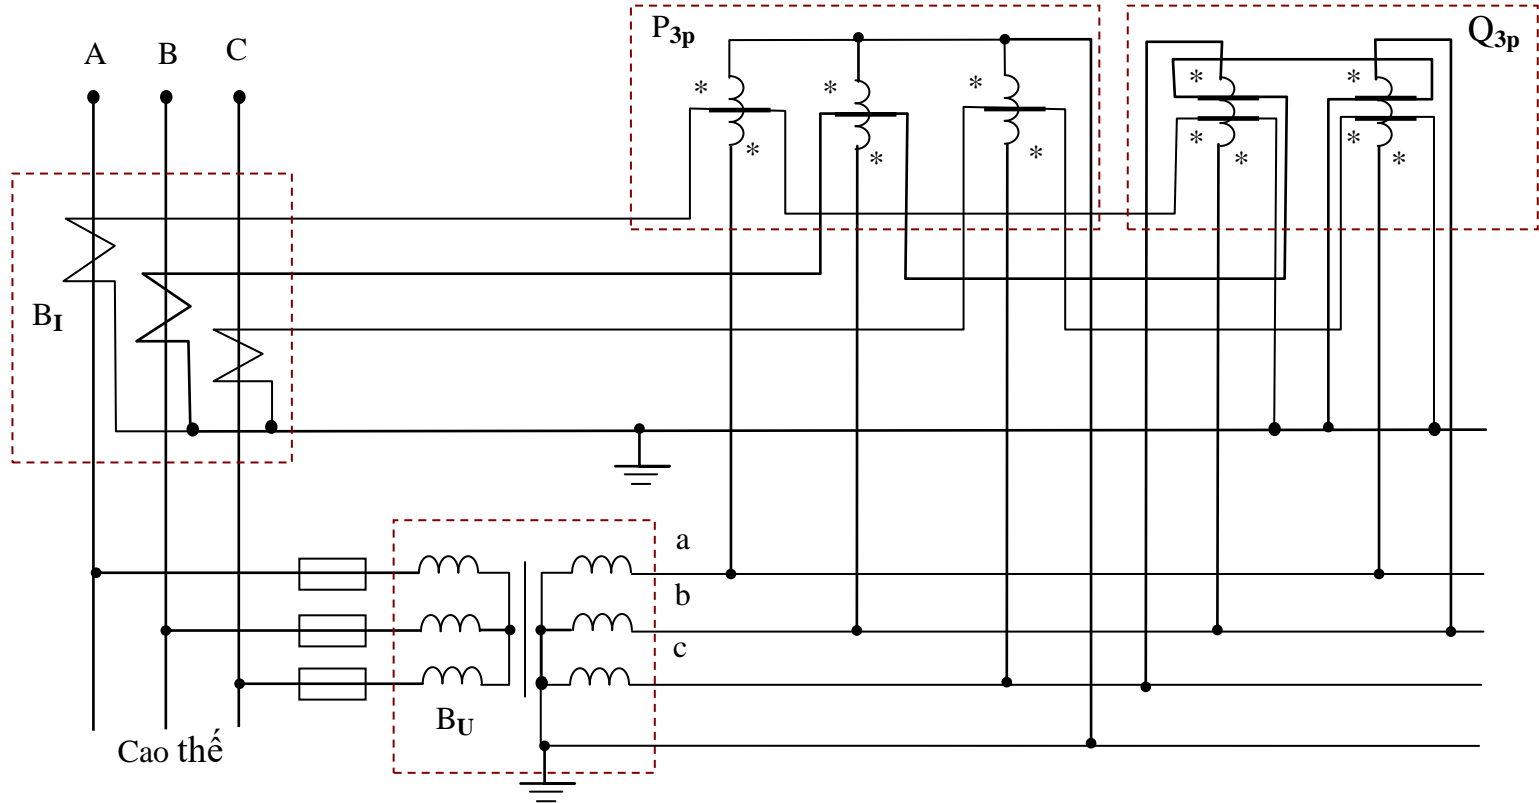 P3p
Q3p
A B C
* * * * *
* *
* * * * *
BI
a
b
c
BU
Cao thế